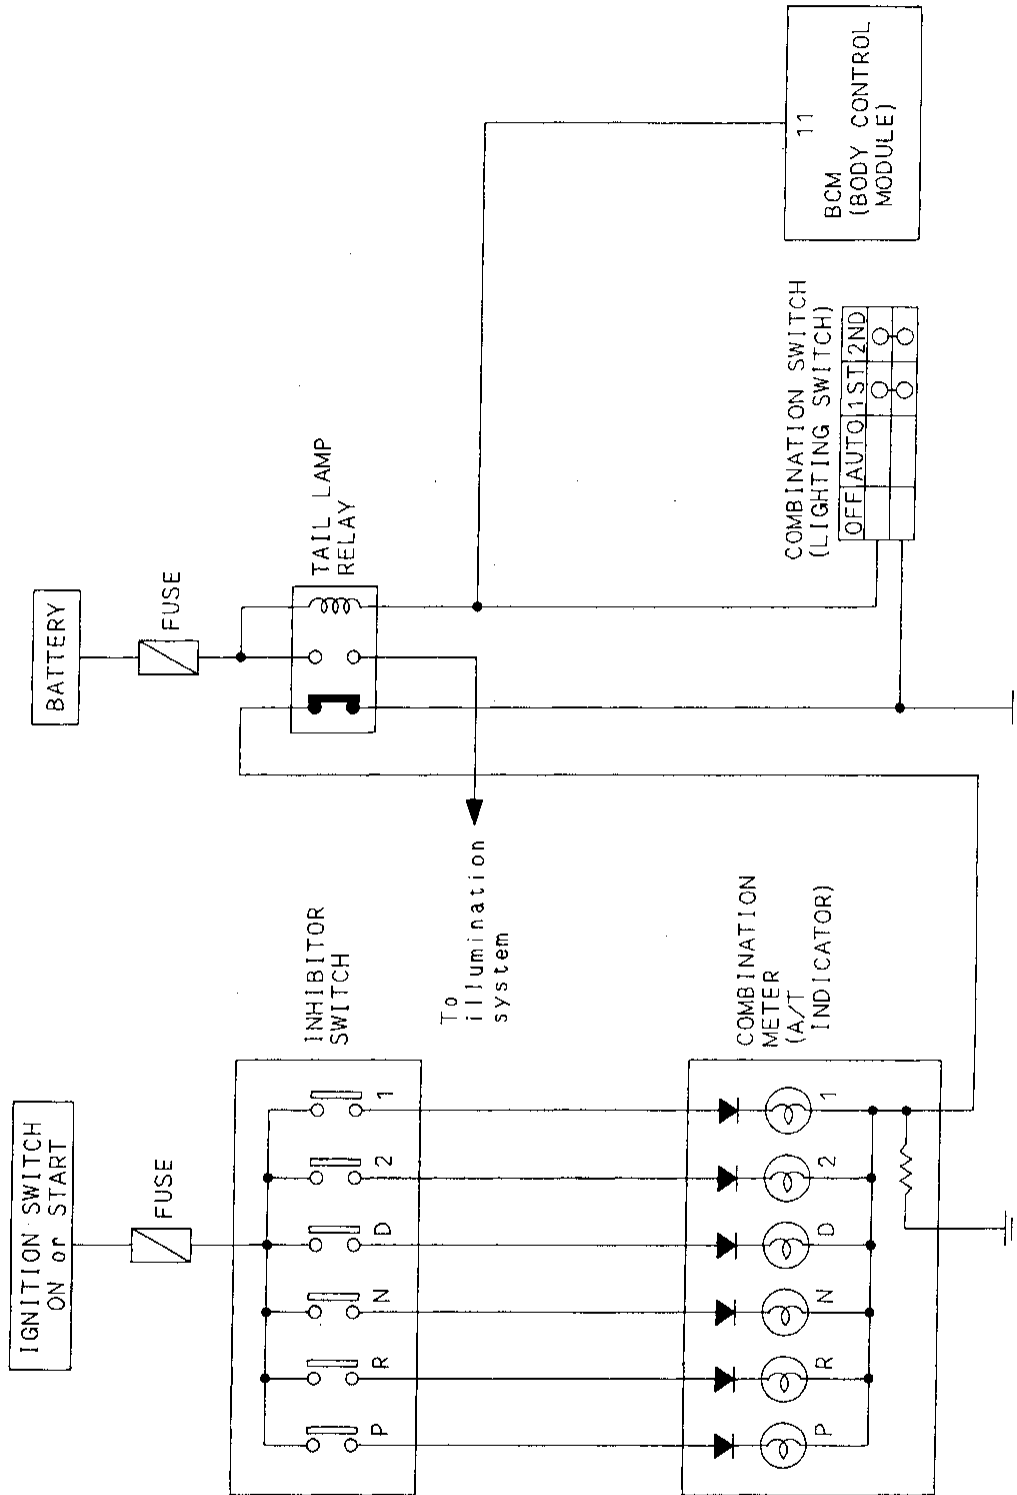 IGNITION SWITCH
ON or START
FUSE
BATTERY
FUSE
TAIL LAMP
RELAY
INHIBITOR
SWITCH
P R N D 2 1
To
illumination
system
COMBINATION
METER
(A/T
INDICATOR)
P R N D 2 1
COMBINATION SWITCH
(LIGHTING SWITCH)
OFF AUTO 1ST 2ND
11
BCM
(BODY CONTROL
MODULE)